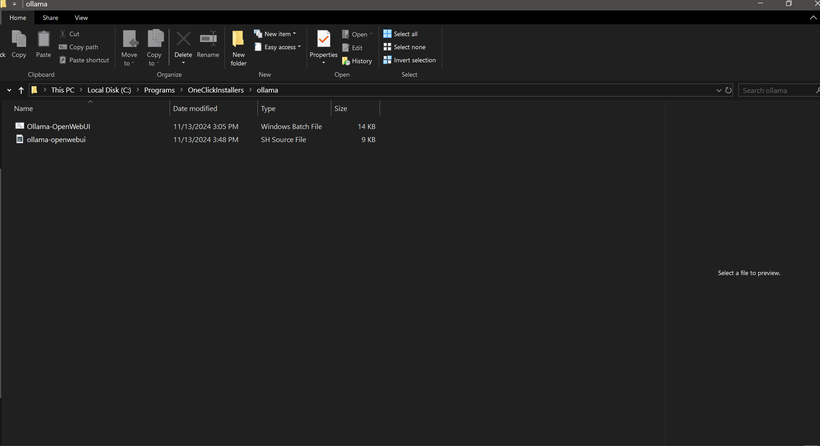 ollama
Home Share View
Copy Paste Cut Copy path Paste shortcut
Clipboard
Move to Copy to Delete Rename
Organize
New folder New item Easy access
New
Properties Open Edit History
Open
Select all Select none Invert selection
Select
This PC > Local Disk (C:) > Programs > OneClickInstallers > ollama
Search ollama
Name Date modified Type Size
Ollama-OpenWebUI 11/13/2024 3:05 PM Windows Batch File 14 KB
ollama-openwebui 11/13/2024 3:48 PM SH Source File 9 KB
Select a file to preview.